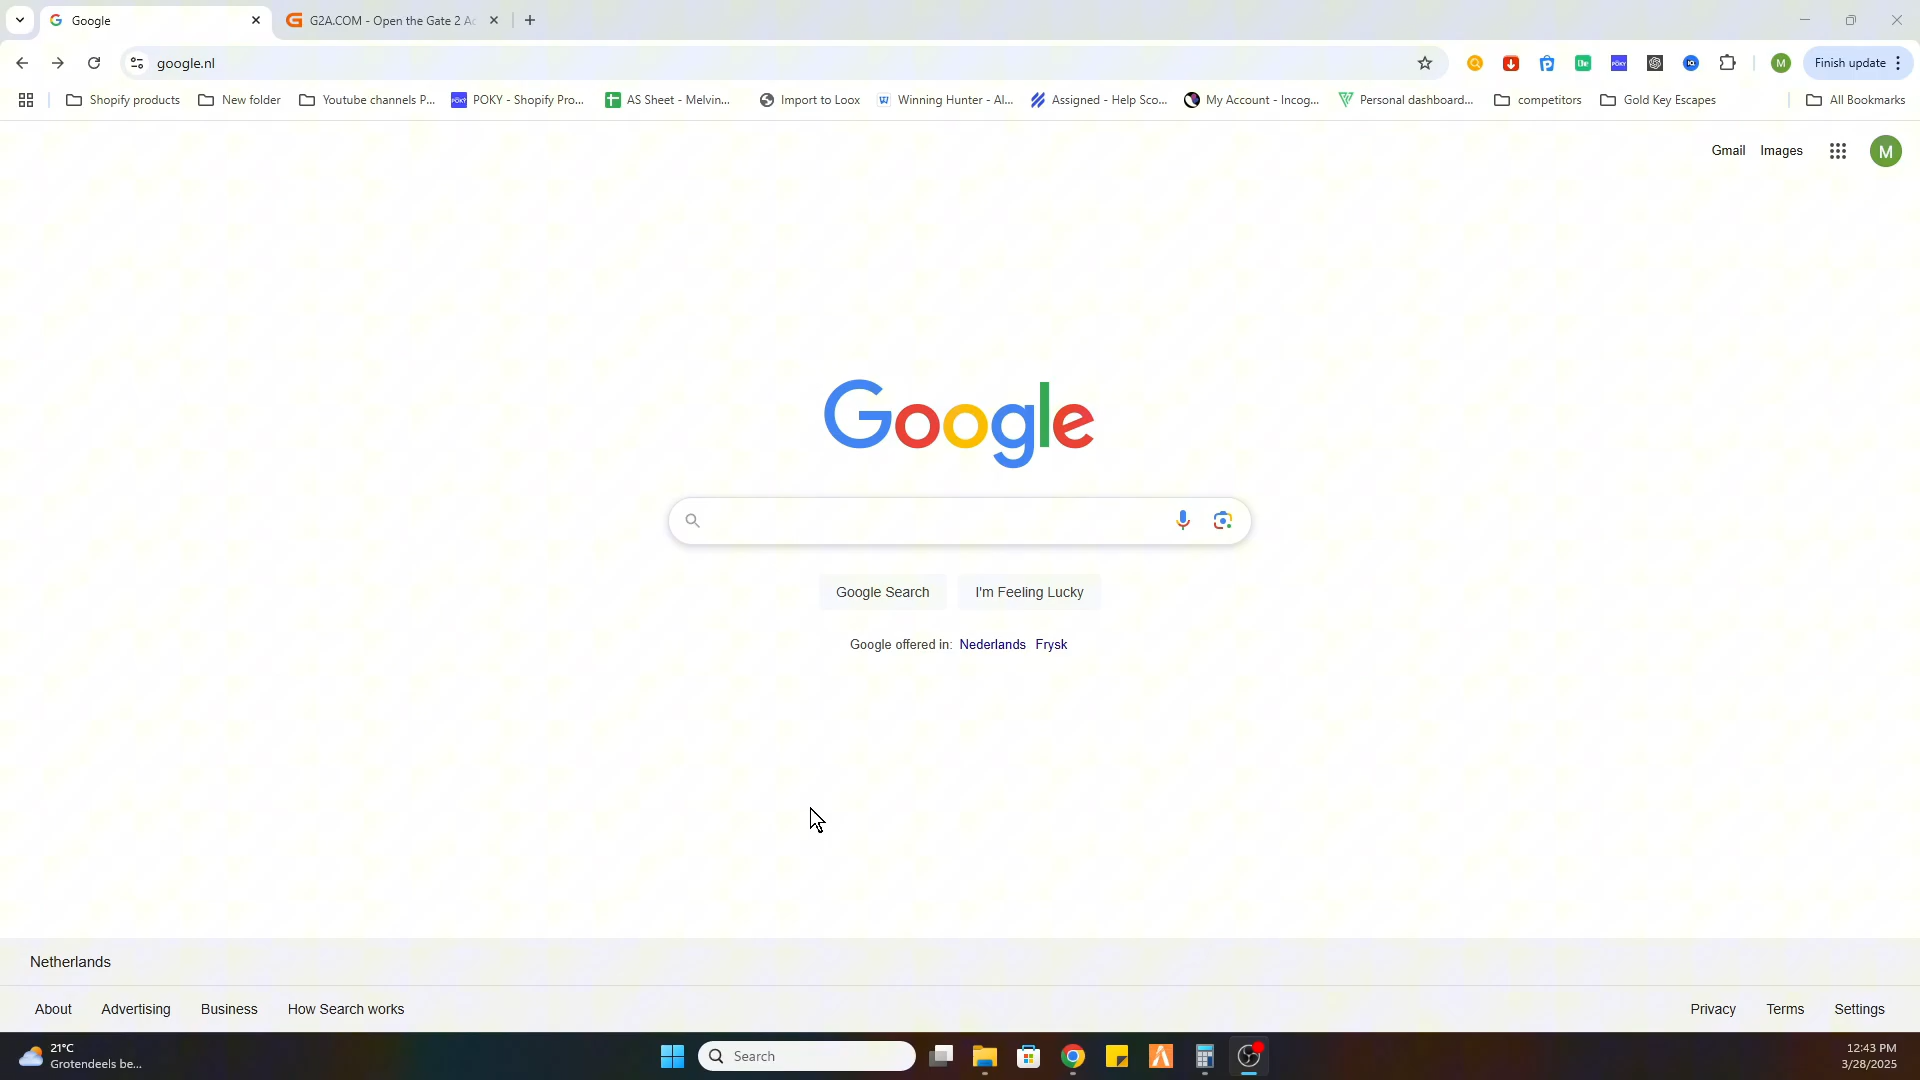 Google
G2A.COM - Open the Gate 2 Ac
google.nl
Finish update
Shopify products
New folder
Youtube channels P...
POKY - Shopify Pro...
AS Sheet - Melvin...
Import to Loox
Winning Hunter - Al...
Assigned - Help Sco...
My Account - Incog...
Personal dashboard...
competitors
Gold Key Escapes
All Bookmarks
Gmail
Images
M
Google
Google Search
I'm Feeling Lucky
Google offered in: Nederlands Frysk
Netherlands
About
Advertising
Business
How Search works
Privacy
Terms
Settings
21°C
Grotendeels be...
Search
12:43 PM
3/28/2025